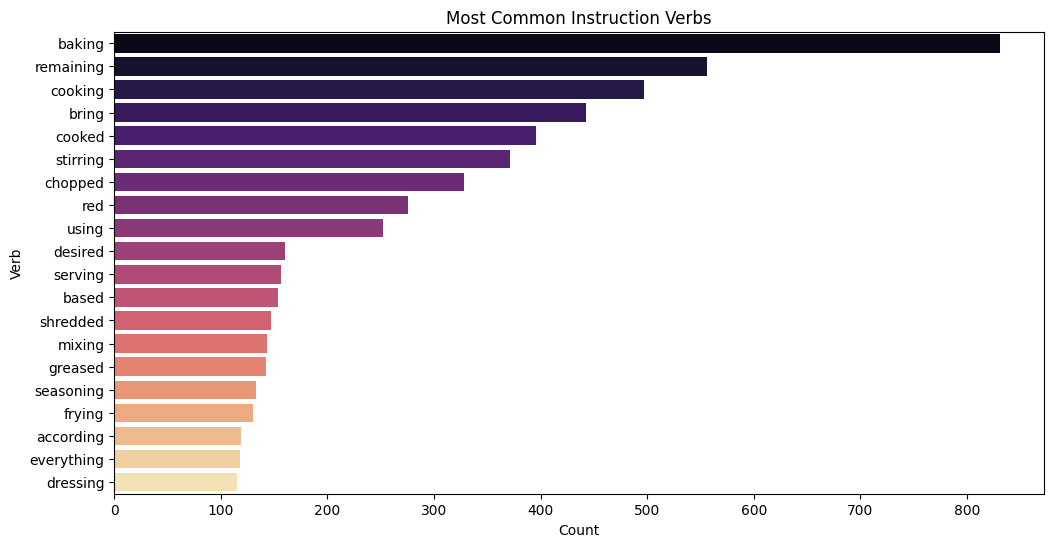 Most Common Instruction Verbs
baking
remaining
cooking
bring
cooked
stirring
chopped
red
using
desired
serving
based
shredded
mixing
greased
seasoning
frying
according
everything
dressing
Verb
0 100 200 300 400 500 600 700 800
Count